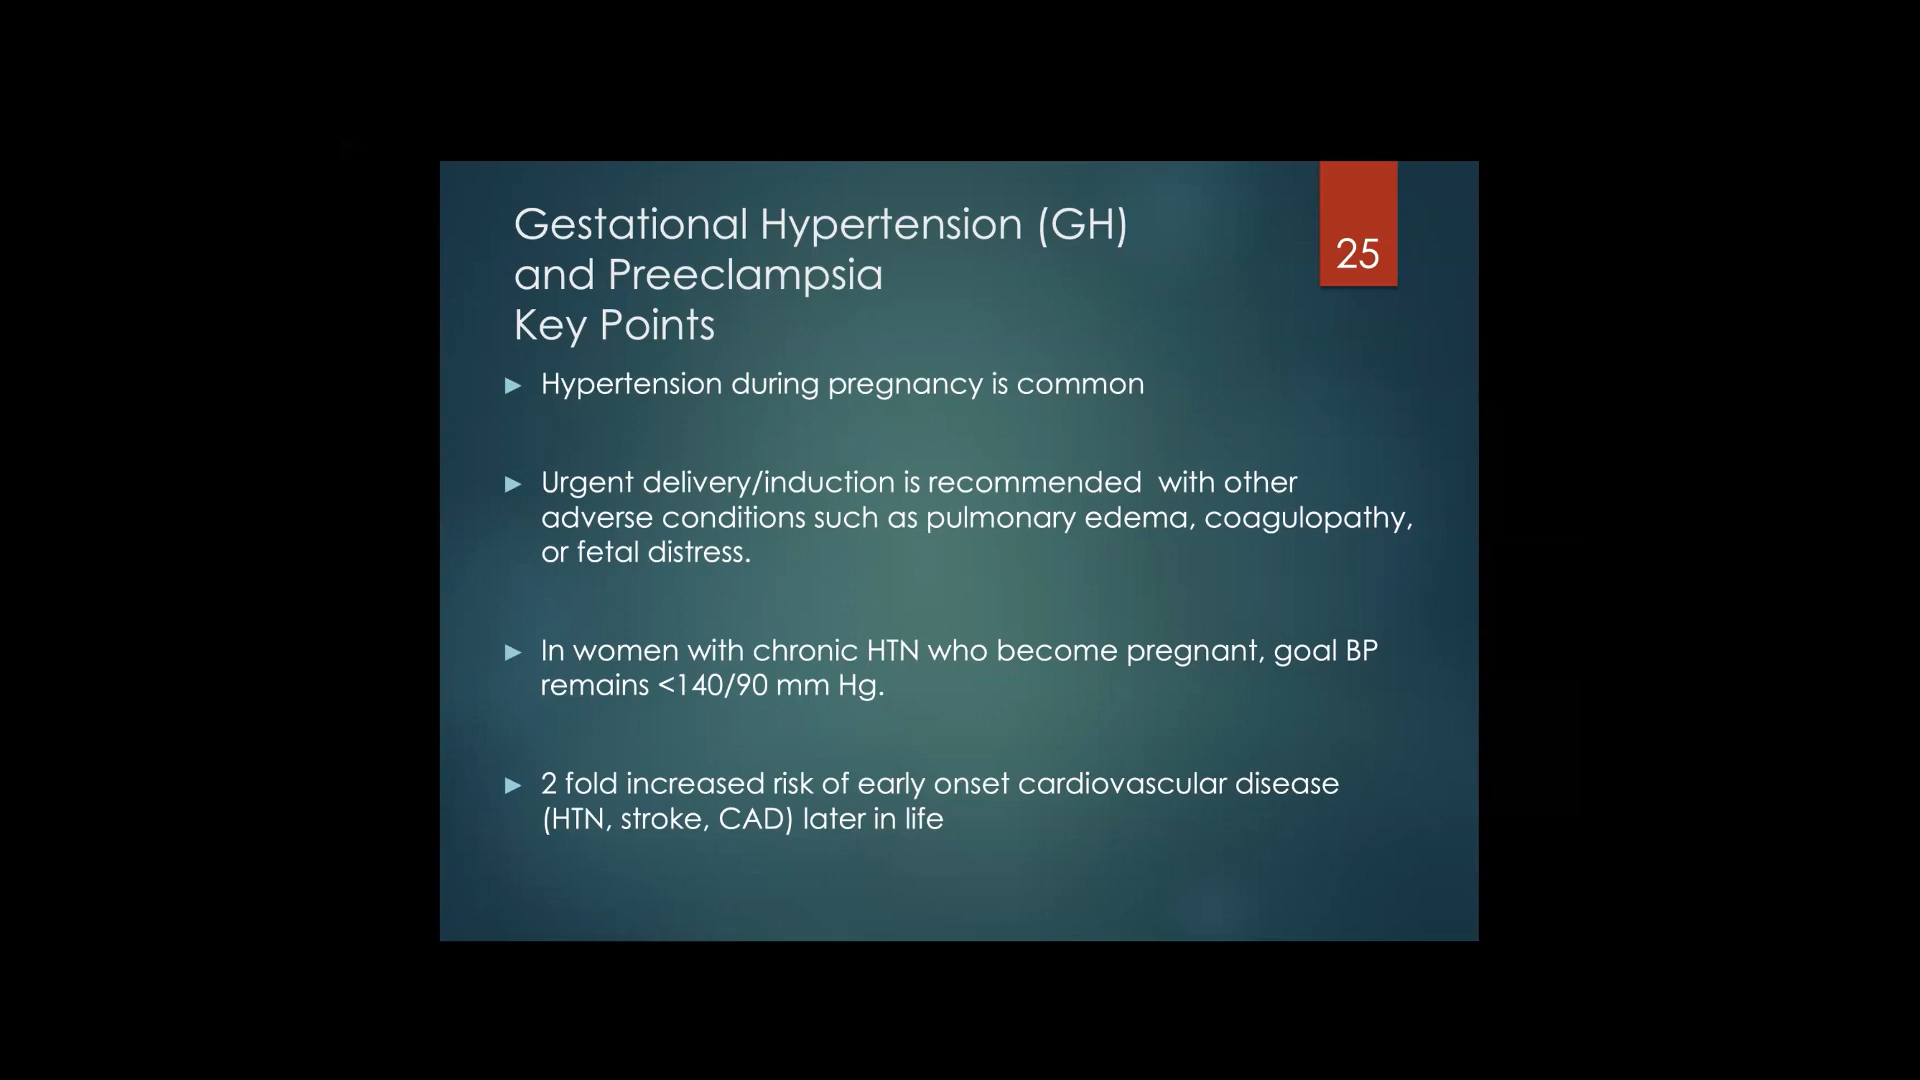 Gestational Hypertension (GH)
and Preeclampsia
Key Points
25
Hypertension during pregnancy is common
Urgent delivery/induction is recommended  with other
adverse conditions such as pulmonary edema, coagulopathy,
or fetal distress.
In women with chronic HTN who become pregnant, goal BP
remains <140/90 mm Hg.
2 fold increased risk of early onset cardiovascular disease
(HTN, stroke, CAD) later in life